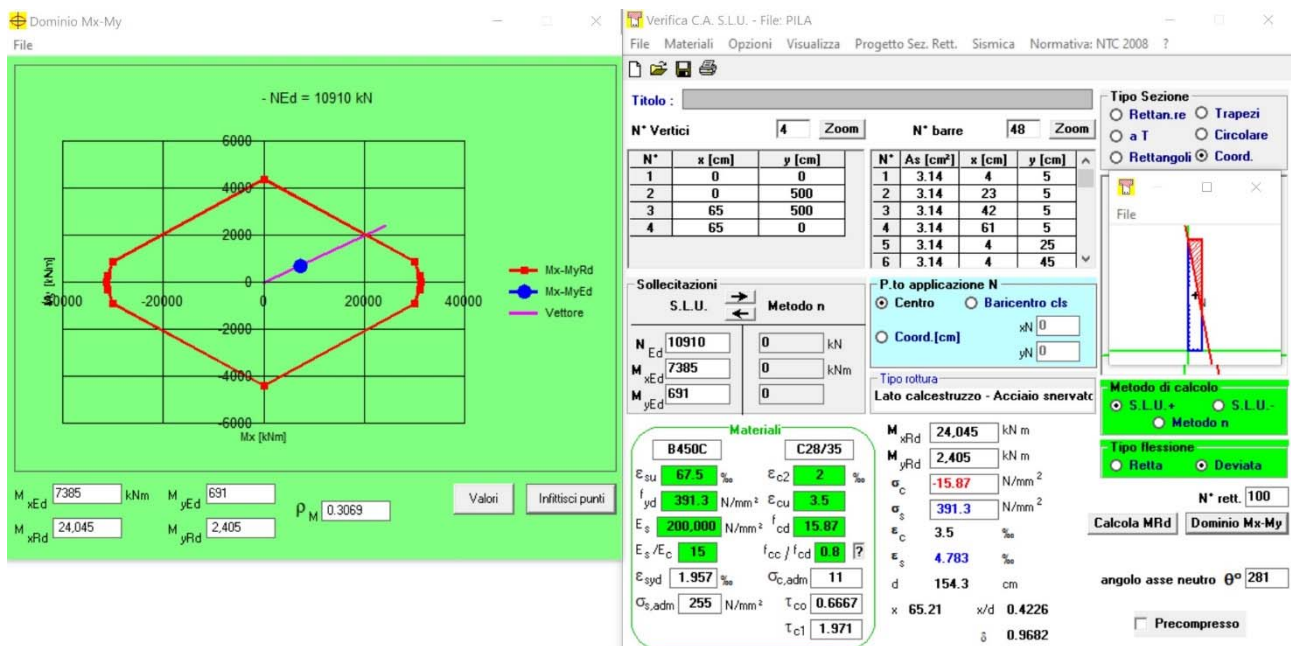 Dominio Mx-My
File
- NEd = 10910 kN
6000
4000
2000
0
-2000
-4000
-6000
My [kNm]
-20000 0 20000 40000
Mx [kNm]
Mx-MyRd
Mx-MyEd
Vettore
M xEd 7385 kNm M yEd 691
M xRd 24,045 M yRd 2,405
ρ M 0.3069
Valori Infittisci punti
Verifica C.A. S.L.U. - File: PILA
File Materiali Opzioni Visualizza Progetto Sez. Rett. Sismica Normativa: NTC 2008 ?
Titolo :
N° Vertici 4 Zoom N° barre 48 Zoom
N° x [cm] y [cm]
1 0 0
2 0 500
3 65 500
4 65 0
N° As [cm²] x [cm] y [cm]
1 3.14 4 5
2 3.14 23 5
3 3.14 42 5
4 3.14 61 5
5 3.14 4 25
6 3.14 4 45
Tipo Sezione
Rettan.re Trapezi
a T Circolare
Rettangoli Coord.
File
N
Sollecitazioni
S.L.U. Metodo n
N Ed 10910 0 kN
M xEd 7385 0 kNm
M yEd 691 0
P.to applicazione N
Centro Baricentro cls
Coord.[cm] xN 0
yN 0
Tipo rottura
Lato calcestruzzo - Acciaio snervato
Metodo di calcolo
S.L.U.+ S.L.U.-
Metodo n
Tipo flessione
Retta Deviata
Materiali
B450C C28/35
εsu 67.5 ‰ εc2 2 ‰
fyd 391.3 N/mm² εcu 3.5
Es 200,000 N/mm² fcd 15.87
Es/Ec 15 fcc / fcd 0.8 ?
εsyd 1.957 ‰ σc,adm 11
σs,adm 255 N/mm² τco 0.6667
τc1 1.971
M xRd 24,045 kN m
M yRd 2,405 kN m
σc -15.87 N/mm²
σs 391.3 N/mm²
εc 3.5 ‰
εs 4.783 ‰
d 154.3 cm
x 65.21 x/d 0.4226
δ 0.9682
N° rett. 100
Calcola MRd Dominio Mx-My
angolo asse neutro θ° 281
Precompresso